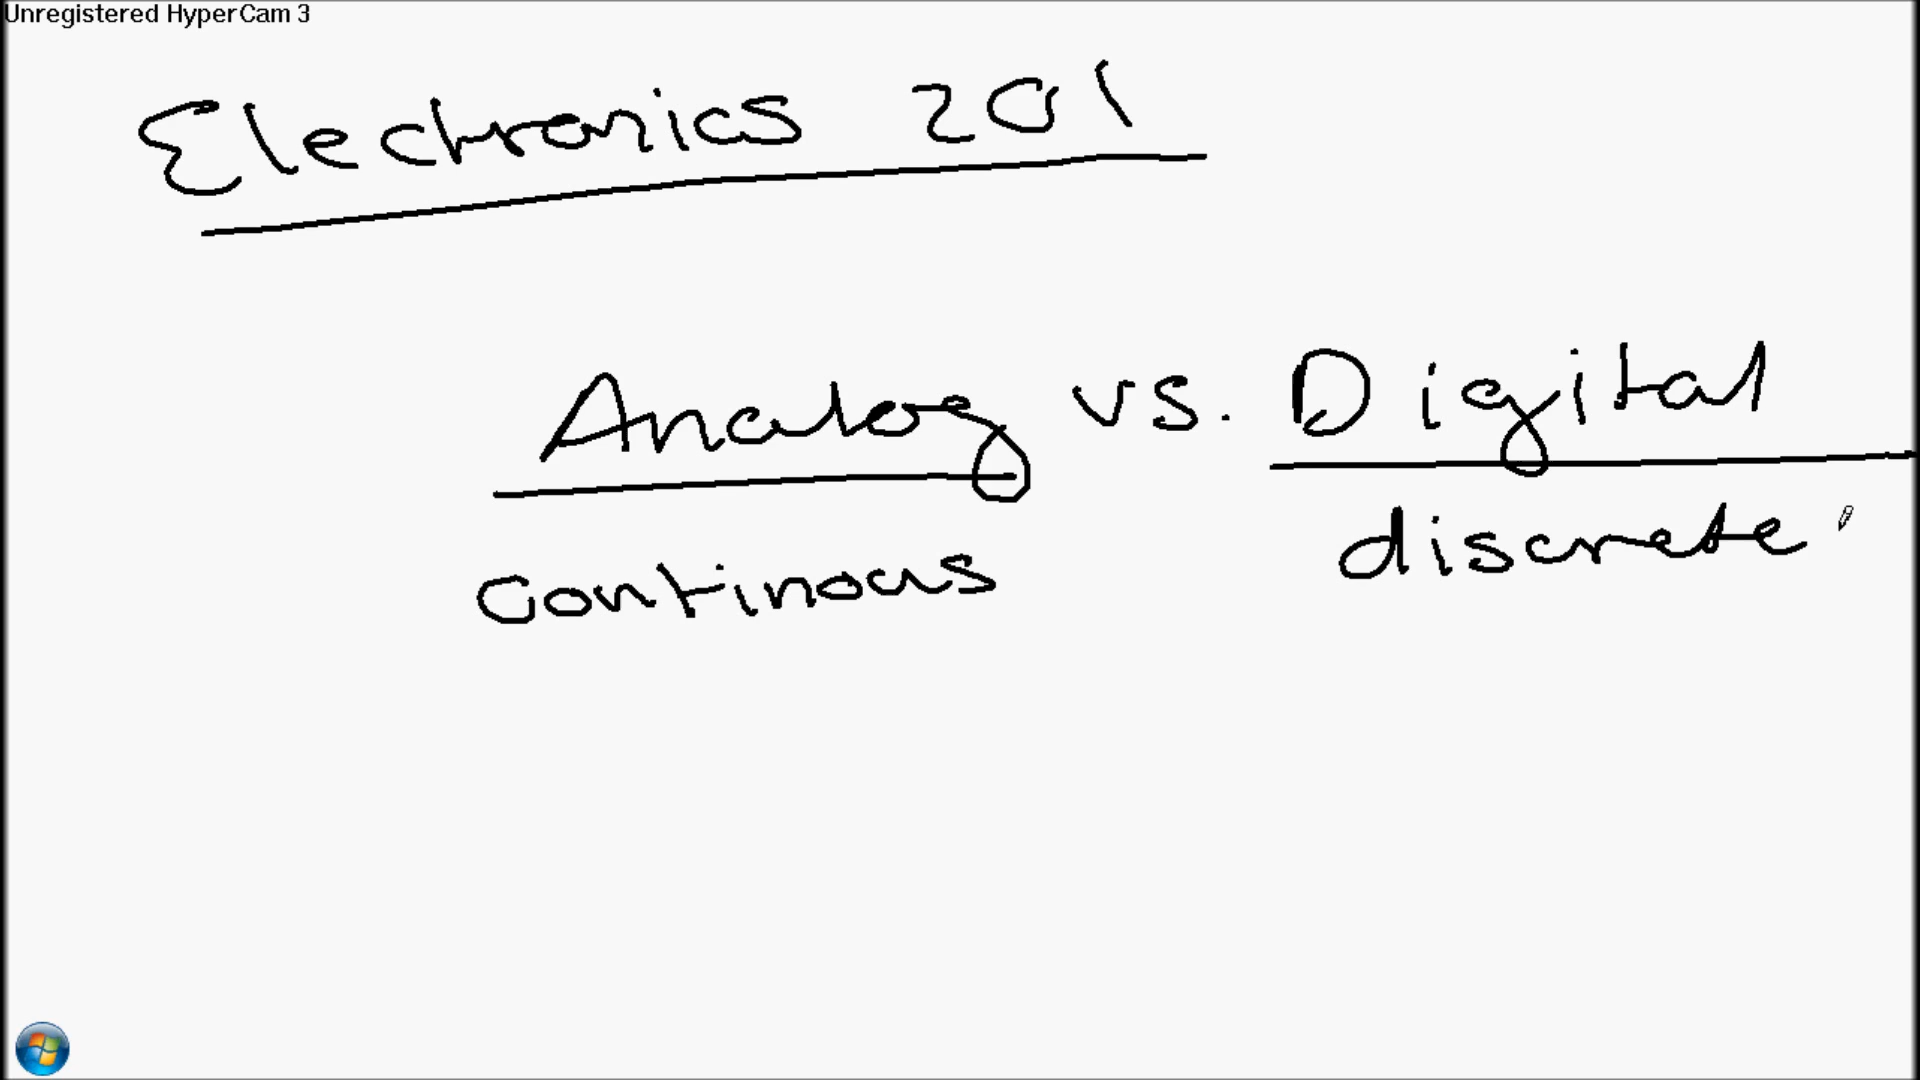 Unregistered HyperCam 3
Electronics 201
Analog vs. Digital
continous discrete